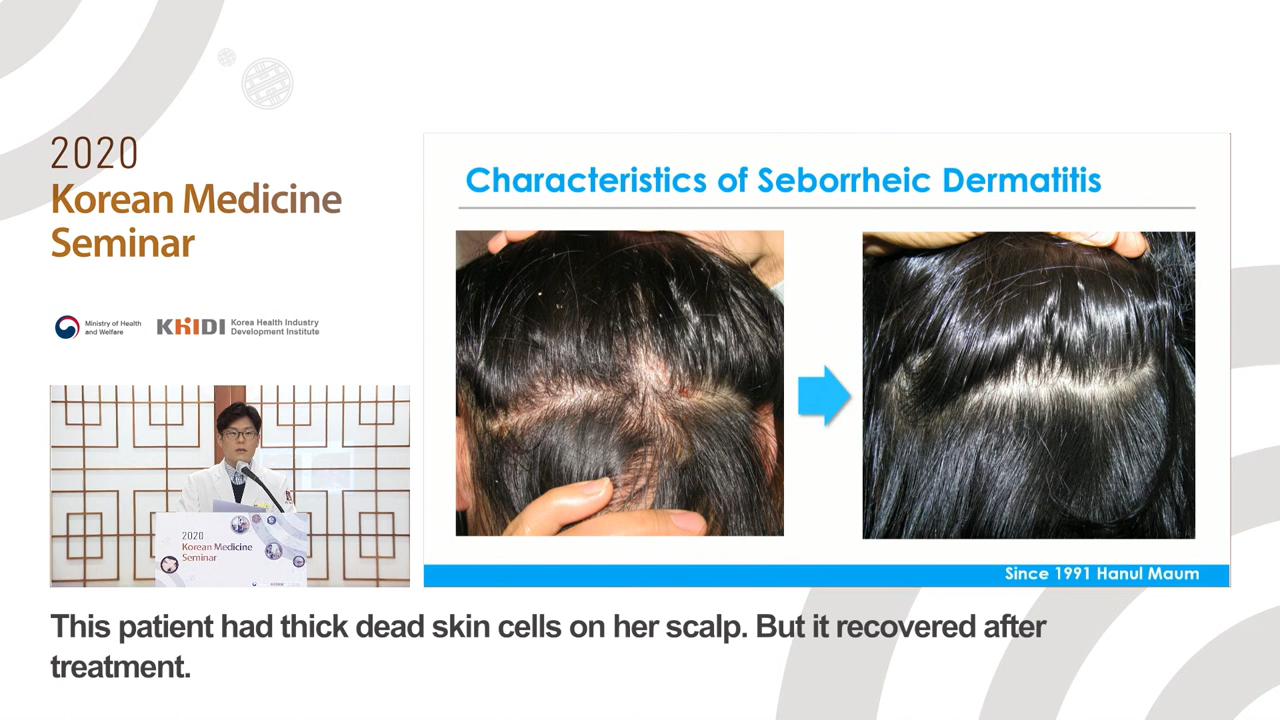 2020
Korean Medicine
Seminar
Ministry of Health
and Welfare
KHIDI
Korea Health Industry
Development Institute
Characteristics of Seborrheic Dermatitis
Since 1991 Hanul Maum
2020
Korean Medicine
Seminar
This patient had thick dead skin cells on her scalp. But it recovered after
treatment.